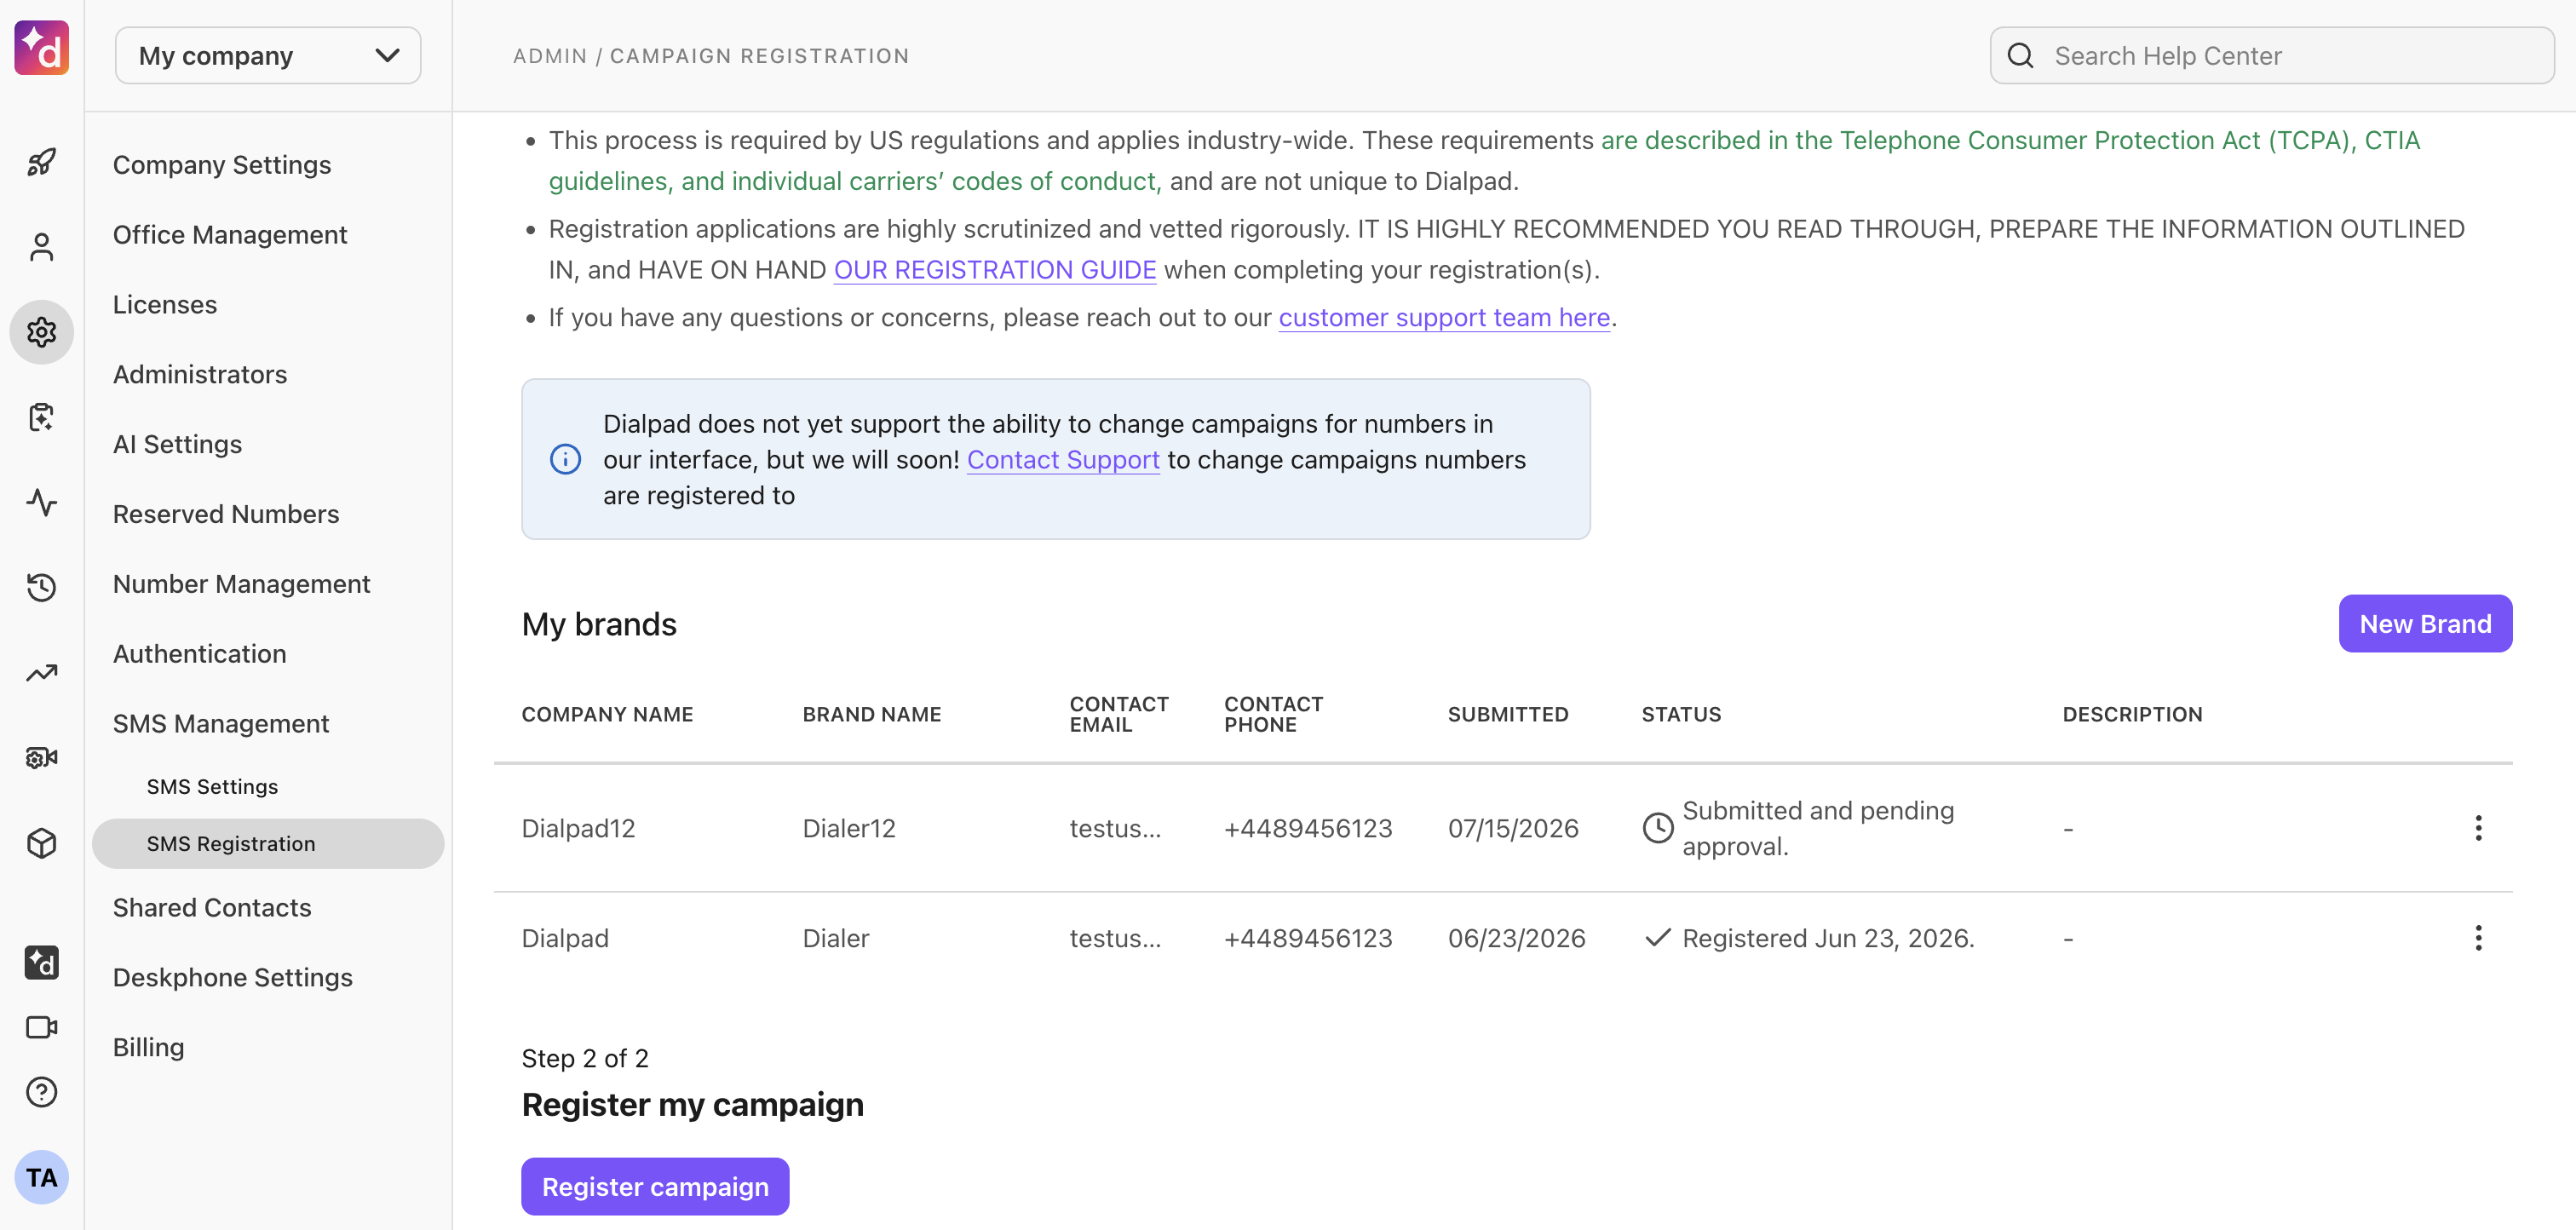 My company
ADMIN / CAMPAIGN REGISTRATION
Search Help Center
Company Settings
Office Management
Licenses
Administrators
AI Settings
Reserved Numbers
Number Management
Authentication
SMS Management
SMS Settings
SMS Registration
Shared Contacts
Deskphone Settings
Billing
TA
• This process is required by US regulations and applies industry-wide. These requirements are described in the Telephone Consumer Protection Act (TCPA), CTIA
guidelines, and individual carriers’ codes of conduct, and are not unique to Dialpad.
• Registration applications are highly scrutinized and vetted rigorously. IT IS HIGHLY RECOMMENDED YOU READ THROUGH, PREPARE THE INFORMATION OUTLINED
IN, and HAVE ON HAND OUR REGISTRATION GUIDE when completing your registration(s).
• If you have any questions or concerns, please reach out to our customer support team here.
Dialpad does not yet support the ability to change campaigns for numbers in
our interface, but we will soon! Contact Support to change campaigns numbers
are registered to
My brands
New Brand
COMPANY NAME BRAND NAME CONTACT EMAIL CONTACT PHONE SUBMITTED STATUS DESCRIPTION
Dialpad12 Dialer12 testus... +4489456123 07/15/2026 Submitted and pending approval. -
Dialpad Dialer testus... +4489456123 06/23/2026 Registered Jun 23, 2026. -
Step 2 of 2
Register my campaign
Register campaign